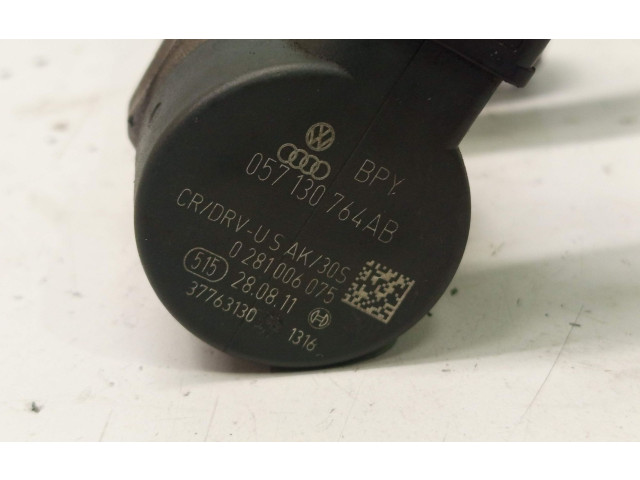 BPY.
057 130 764AB
CR/DRV-U S AK/30S
0 281 006 075
515 28.08.11
37763130 1316